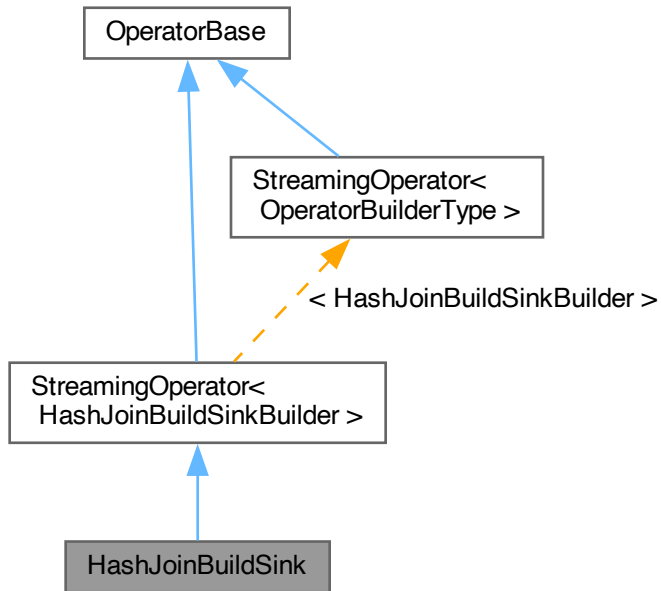 OperatorBase
StreamingOperator<
OperatorBuilderType >
< HashJoinBuildSinkBuilder >
StreamingOperator<
HashJoinBuildSinkBuilder >
HashJoinBuildSink